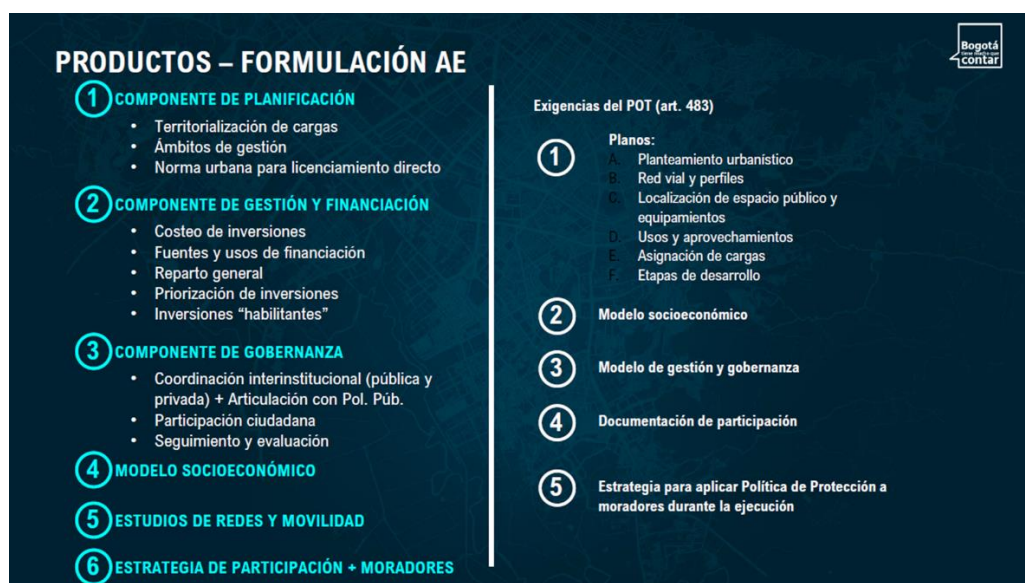 PRODUCTOS – FORMULACIÓN AE
1 COMPONENTE DE PLANIFICACIÓN
• Territorialización de cargas
• Ámbitos de gestión
• Norma urbana para licenciamiento directo
2 COMPONENTE DE GESTIÓN Y FINANCIACIÓN
• Costeo de inversiones
• Fuentes y usos de financiación
• Reparto general
• Priorización de inversiones
• Inversiones “habilitantes”
3 COMPONENTE DE GOBERNANZA
• Coordinación interinstitucional (pública y
privada) + Articulación con Pol. Púb.
• Participación ciudadana
• Seguimiento y evaluación
4 MODELO SOCIOECONÓMICO
5 ESTUDIOS DE REDES Y MOVILIDAD
6 ESTRATEGIA DE PARTICIPACIÓN + MORADORES
Exigencias del POT (art. 483)
1 Planos:
A. Planteamiento urbanístico
B. Red vial y perfiles
C. Localización de espacio público y
equipamientos
D. Usos y aprovechamientos
E. Asignación de cargas
F. Etapas de desarrollo
2 Modelo socioeconómico
3 Modelo de gestión y gobernanza
4 Documentación de participación
5 Estrategia para aplicar Política de Protección a
moradores durante la ejecución
Bogotá
contar